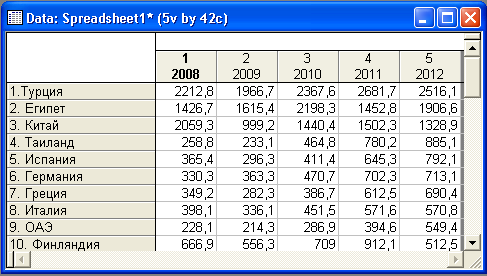 Data: Spreadsheet1* (5v by 42c)
1 2 3 4 5
2008 2009 2010 2011 2012
1.Турция 2212,8 1966,7 2367,6 2681,7 2516,1
2. Египет 1426,7 1615,4 2198,3 1452,8 1906,6
3. Китай 2059,3 999,2 1440,4 1502,3 1328,9
4. Таиланд 258,8 233,1 464,8 780,2 885,1
5. Испания 365,4 296,3 411,4 645,3 792,1
6. Германия 330,3 363,3 470,7 702,3 713,1
7. Греция 349,2 282,3 386,7 612,5 690,4
8. Италия 398,1 336,1 451,5 571,6 570,8
9. ОАЭ 228,1 214,3 286,9 394,6 549,4
10. Финляндия 666,9 556,3 709 912,1 512,5